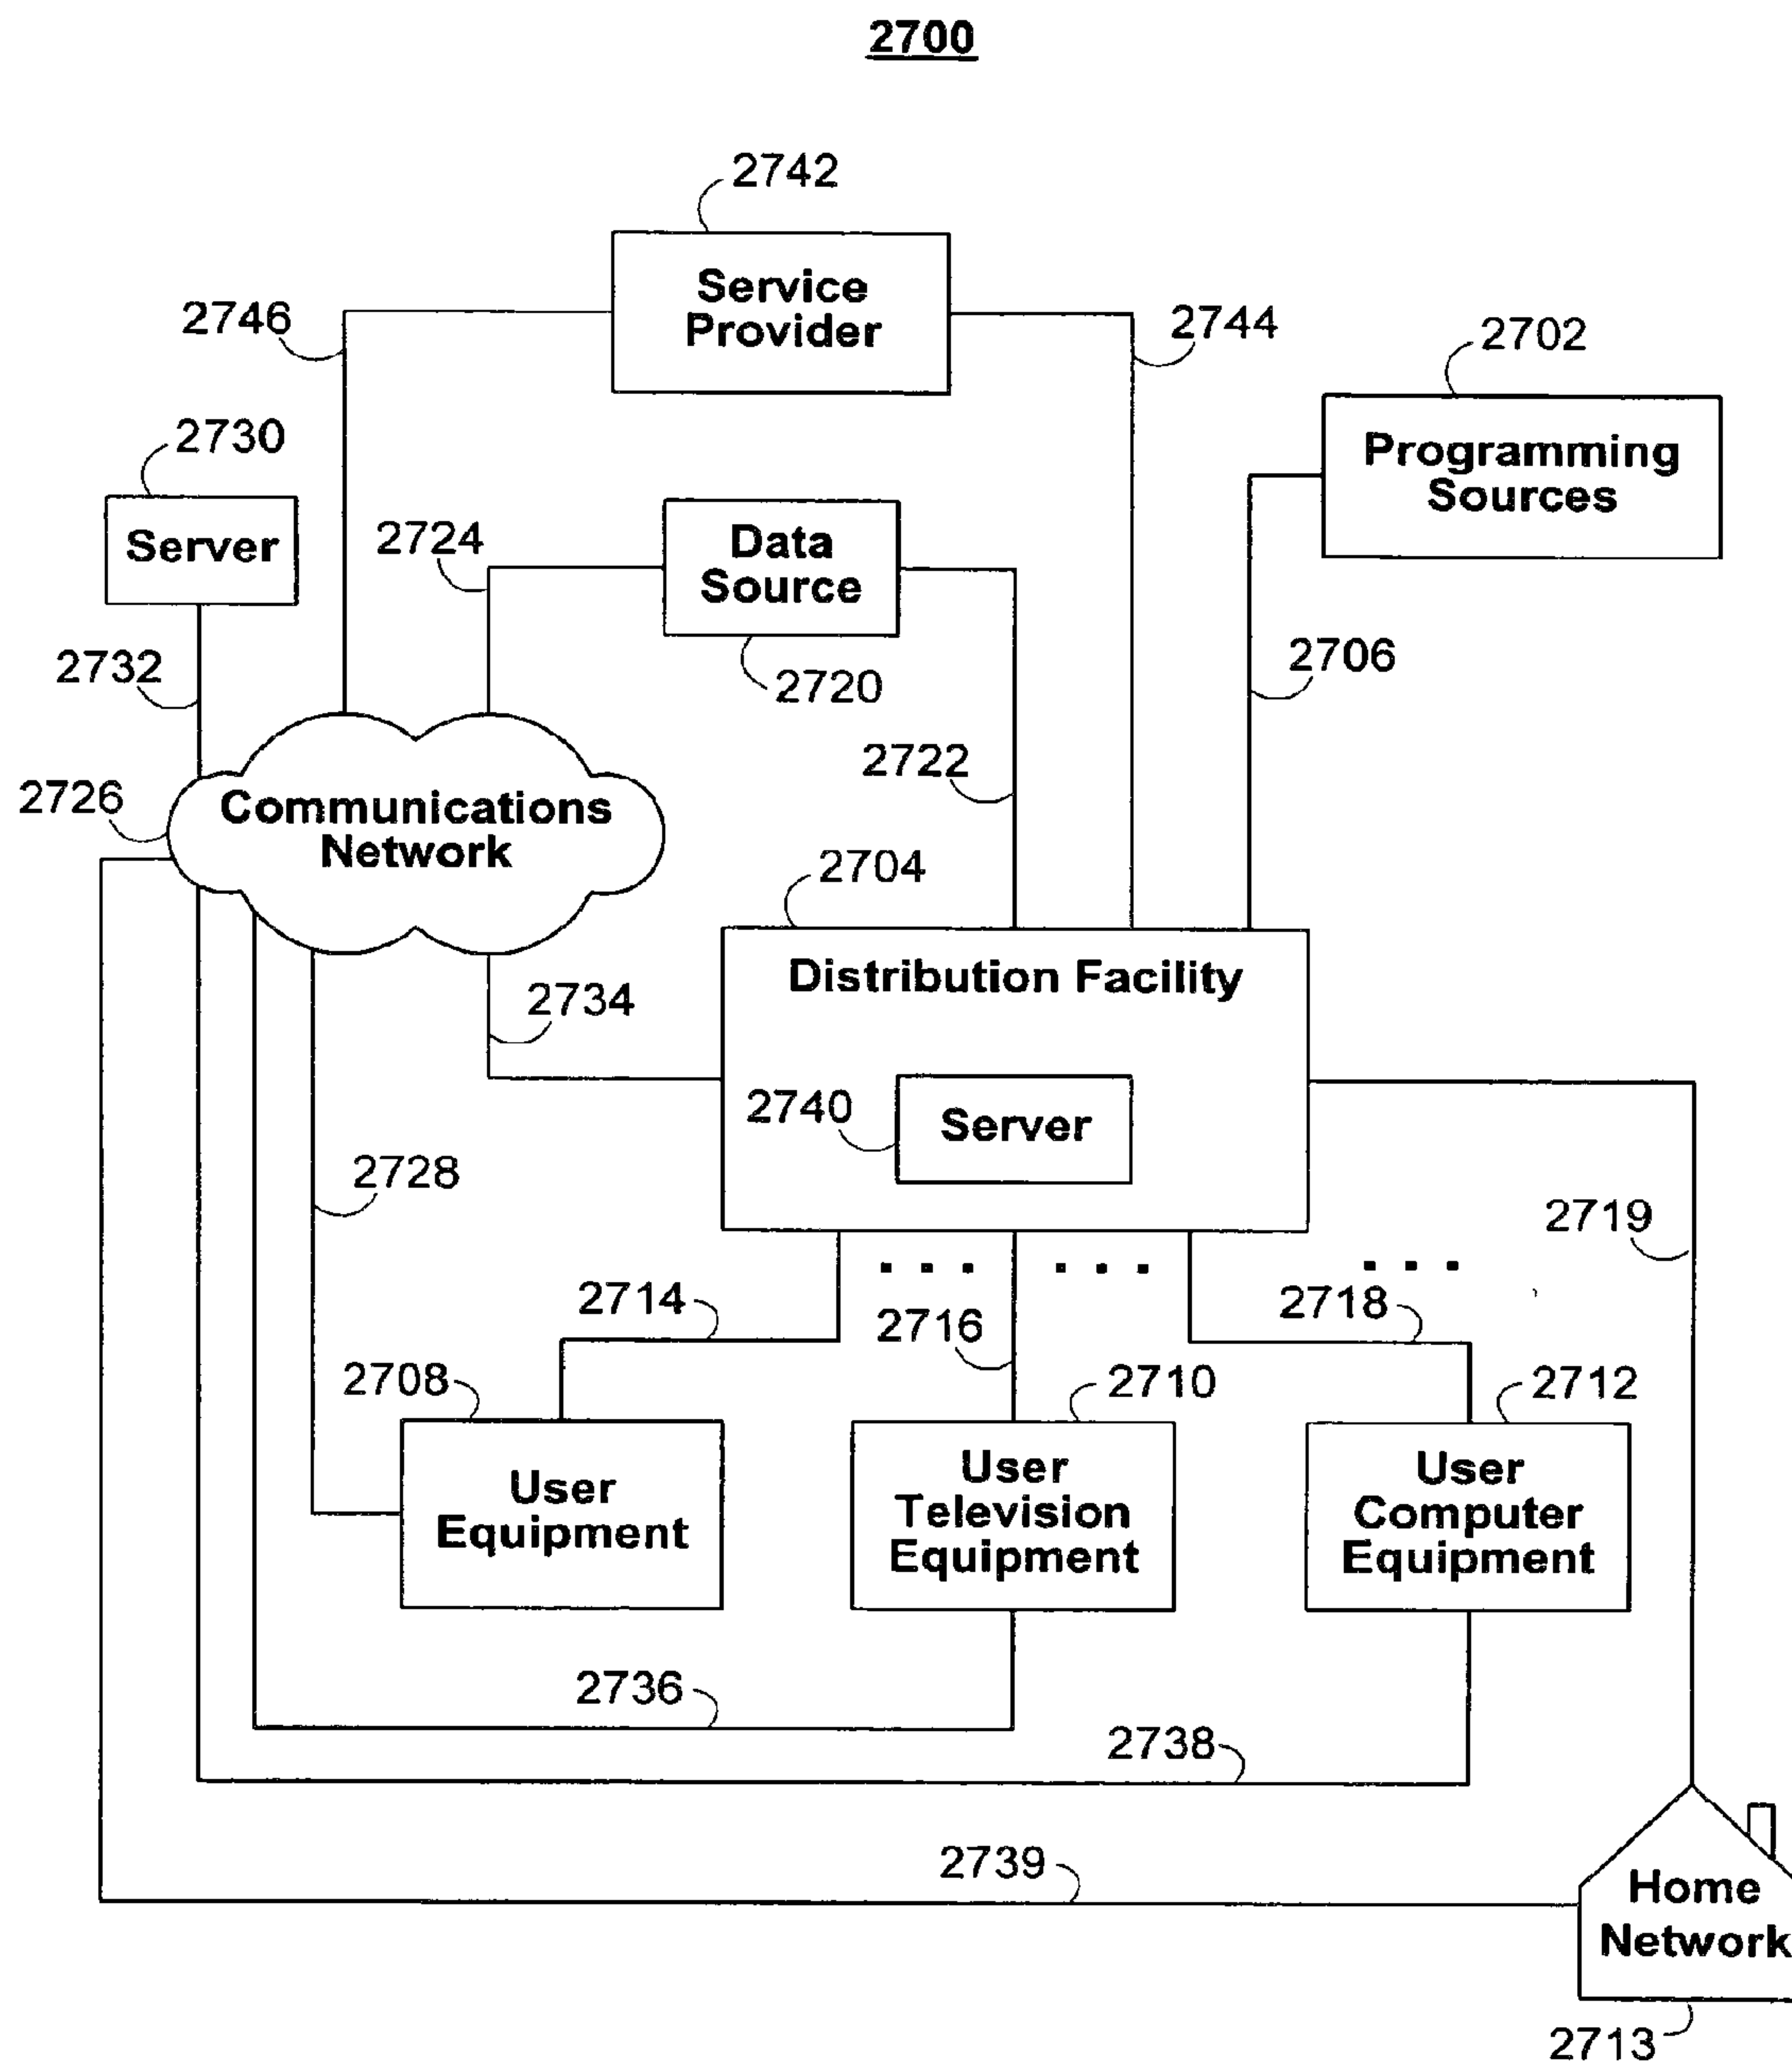 2700
2742
Service
Provider
2746
2744
2702
Programming
Sources
2730
Server
2724
Data
Source
2732
2720
2706
2722
2726
Communications
Network
2704
Distribution Facility
2734
2740
Server
2728
2719
. . .
. . .
. . .
2714
2716
2718
2708
2710
2712
User
Equipment
User
Television
Equipment
User
Computer
Equipment
2736
2738
2739
Home
Network
2713